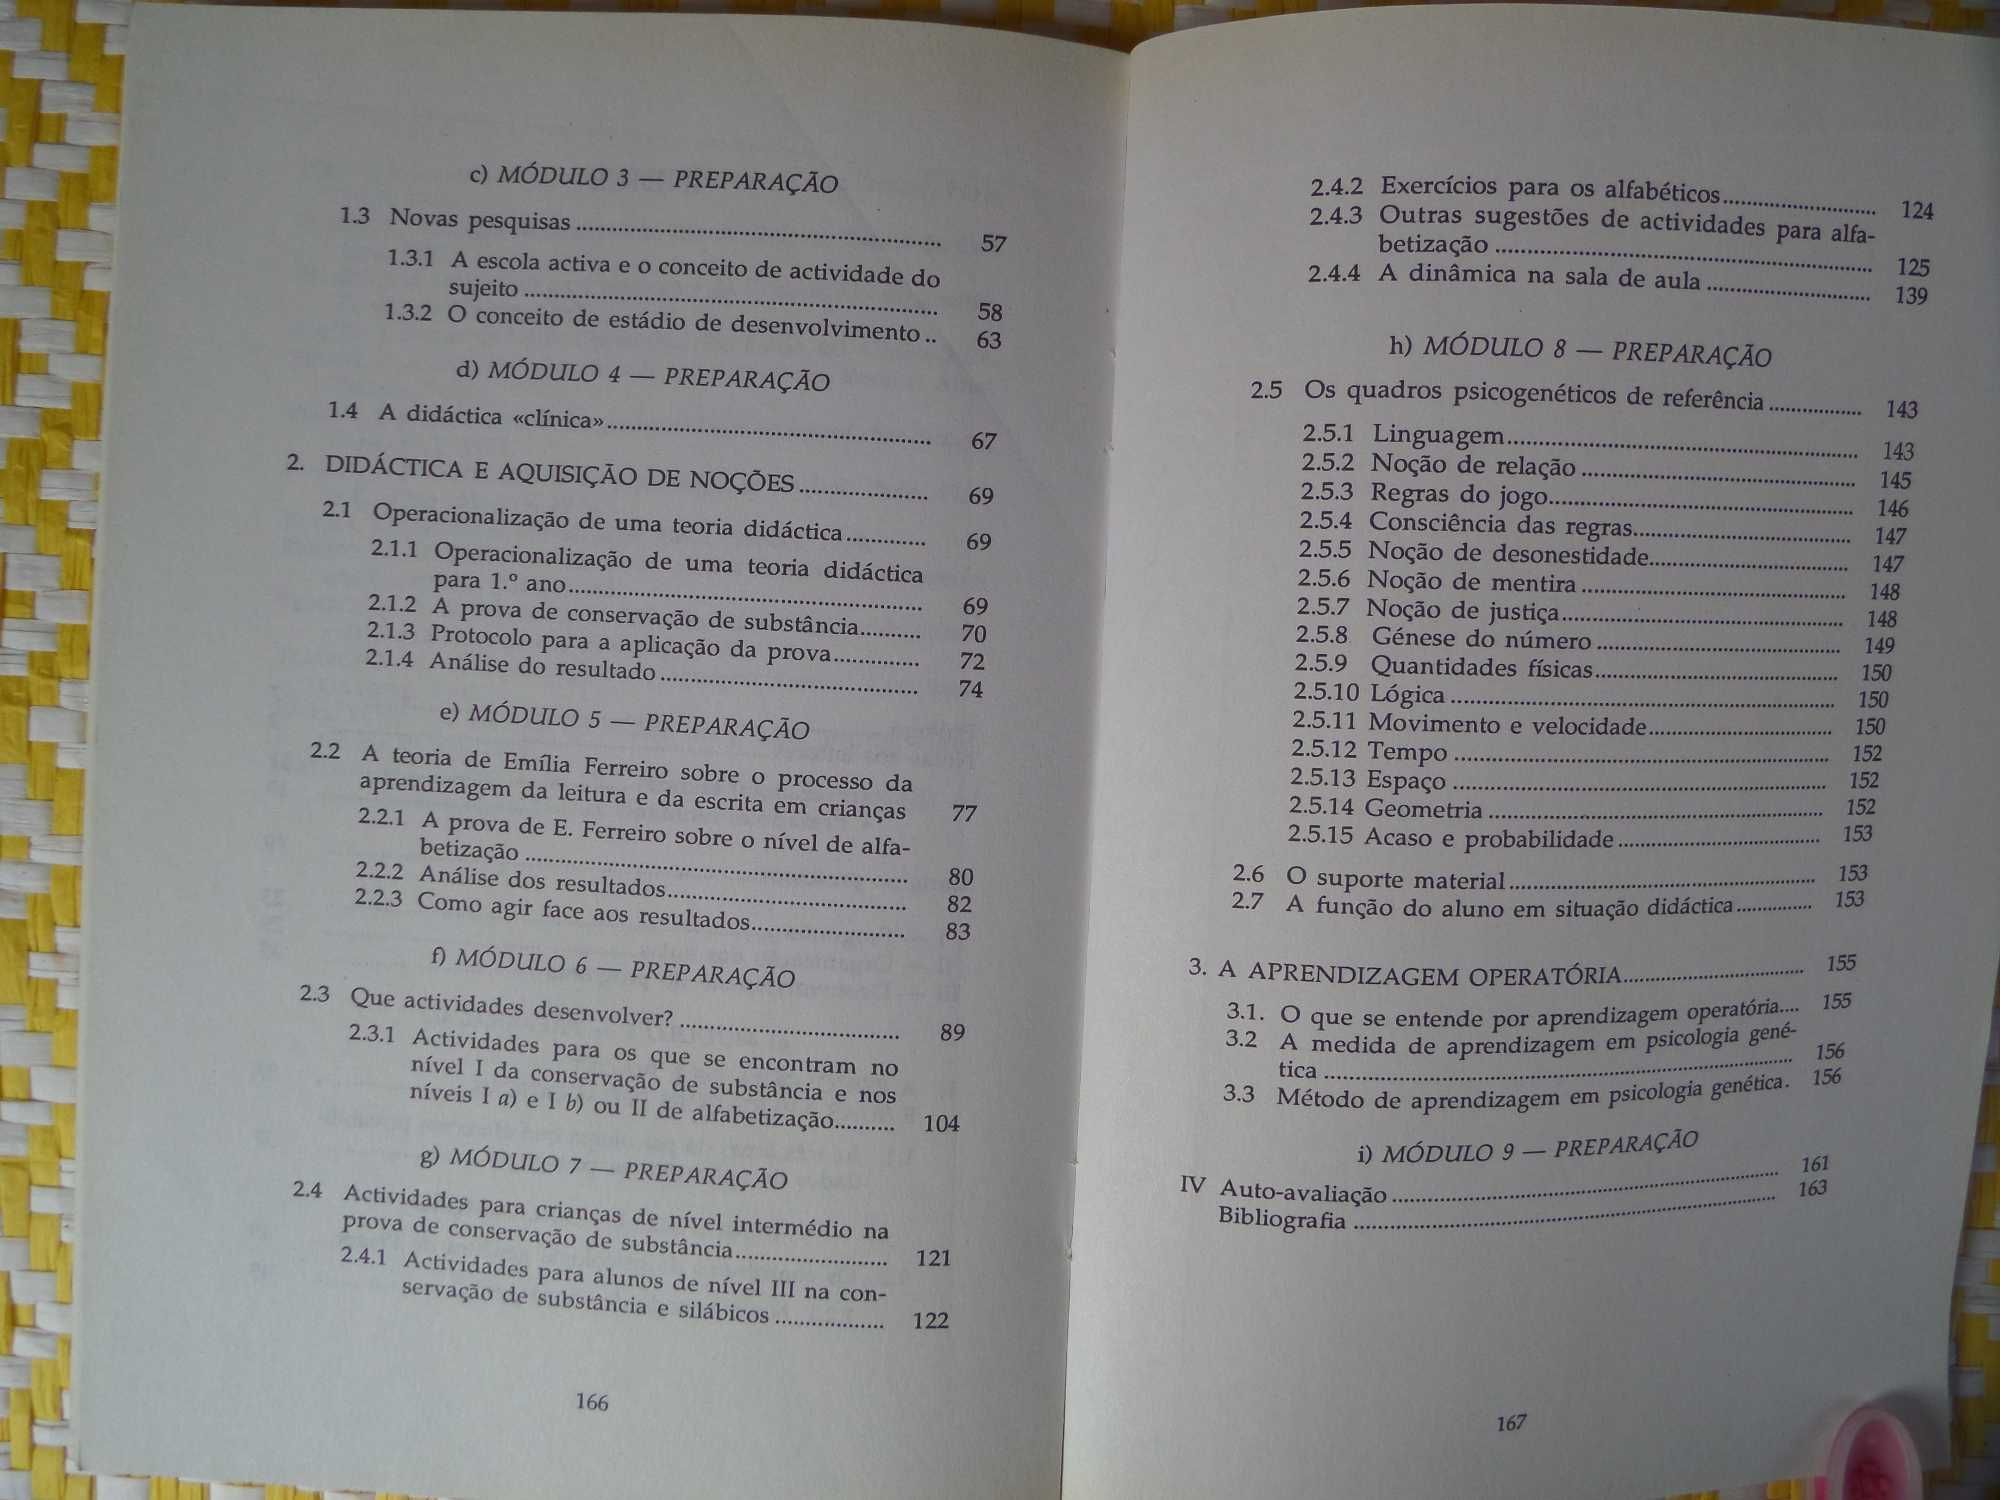 c) MÓDULO 3 — PREPARAÇÃO
1.3 Novas pesquisas ........ 57
1.3.1 A escola activa e o conceito de actividade do
sujeito ........ 58
1.3.2 O conceito de estádio de desenvolvimento .. 63
d) MÓDULO 4 — PREPARAÇÃO
1.4 A didáctica «clínica» ........ 67
2. DIDÁCTICA E AQUISIÇÃO DE NOÇÕES ........ 69
2.1 Operacionalização de uma teoria didáctica ........ 69
2.1.1 Operacionalização de uma teoria didáctica
para 1.º ano ........ 69
2.1.2 A prova de conservação de substância ........ 70
2.1.3 Protocolo para a aplicação da prova ........ 72
2.1.4 Análise do resultado ........ 74
e) MÓDULO 5 — PREPARAÇÃO
2.2 A teoria de Emília Ferreiro sobre o processo da
aprendizagem da leitura e da escrita em crianças 77
2.2.1 A prova de E. Ferreiro sobre o nível de alfa-
betização ........ 80
2.2.2 Análise dos resultados ........ 82
2.2.3 Como agir face aos resultados ........ 83
f) MÓDULO 6 — PREPARAÇÃO
2.3 Que actividades desenvolver? ........ 89
2.3.1 Actividades para os que se encontram no
nível I da conservação de substância e nos
níveis I a) e I b) ou II de alfabetização ........ 104
g) MÓDULO 7 — PREPARAÇÃO
2.4 Actividades para crianças de nível intermédio na
prova de conservação de substância ........ 121
2.4.1 Actividades para alunos de nível III na con-
servação de substância e silábicos ........ 122
166
2.4.2 Exercícios para os alfabéticos ........ 124
2.4.3 Outras sugestões de actividades para alfa-
betização ........ 125
2.4.4 A dinâmica na sala de aula ........ 139
h) MÓDULO 8 — PREPARAÇÃO
2.5 Os quadros psicogenéticos de referência ........ 143
2.5.1 Linguagem ........ 143
2.5.2 Noção de relação ........ 145
2.5.3 Regras do jogo ........ 146
2.5.4 Consciência das regras ........ 147
2.5.5 Noção de desonestidade ........ 147
2.5.6 Noção de mentira ........ 148
2.5.7 Noção de justiça ........ 148
2.5.8 Génese do número ........ 149
2.5.9 Quantidades físicas ........ 150
2.5.10 Lógica ........ 150
2.5.11 Movimento e velocidade ........ 150
2.5.12 Tempo ........ 152
2.5.13 Espaço ........ 152
2.5.14 Geometria ........ 152
2.5.15 Acaso e probabilidade ........ 153
2.6 O suporte material ........ 153
2.7 A função do aluno em situação didáctica ........ 153
3. A APRENDIZAGEM OPERATÓRIA ........ 155
3.1. O que se entende por aprendizagem operatória .... 155
3.2 A medida de aprendizagem em psicologia gené-
tica ........ 156
3.3 Método de aprendizagem em psicologia genética. 156
i) MÓDULO 9 — PREPARAÇÃO
IV Auto-avaliação ........ 161
Bibliografia ........ 163
167